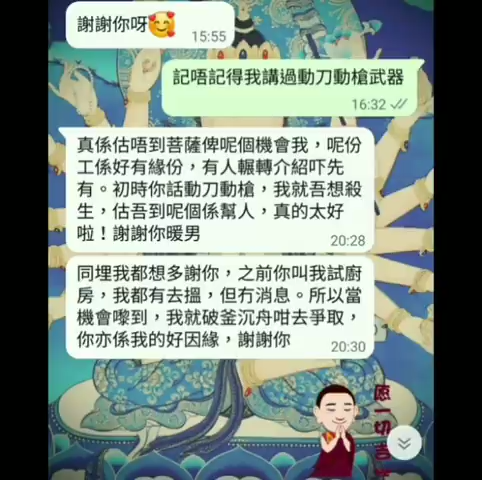 謝謝你呀🥰
15:55
記唔記得我講過動刀動槍武器
16:32
真係估唔到菩薩俾呢個機會我，呢份
工係好有緣份，有人輾轉介紹吓先
有。初時你話動刀動槍，我就吾想殺
生，估吾到呢個係幫人，真的太好
啦！謝謝你暖男
20:28
同埋我都想多謝你，之前你叫我試廚
房，我都有去搵，但冇消息。所以當
機會嚟到，我就破釜沉舟咁去爭取，
你亦係我的好因緣，謝謝你
20:30
愿一切吉